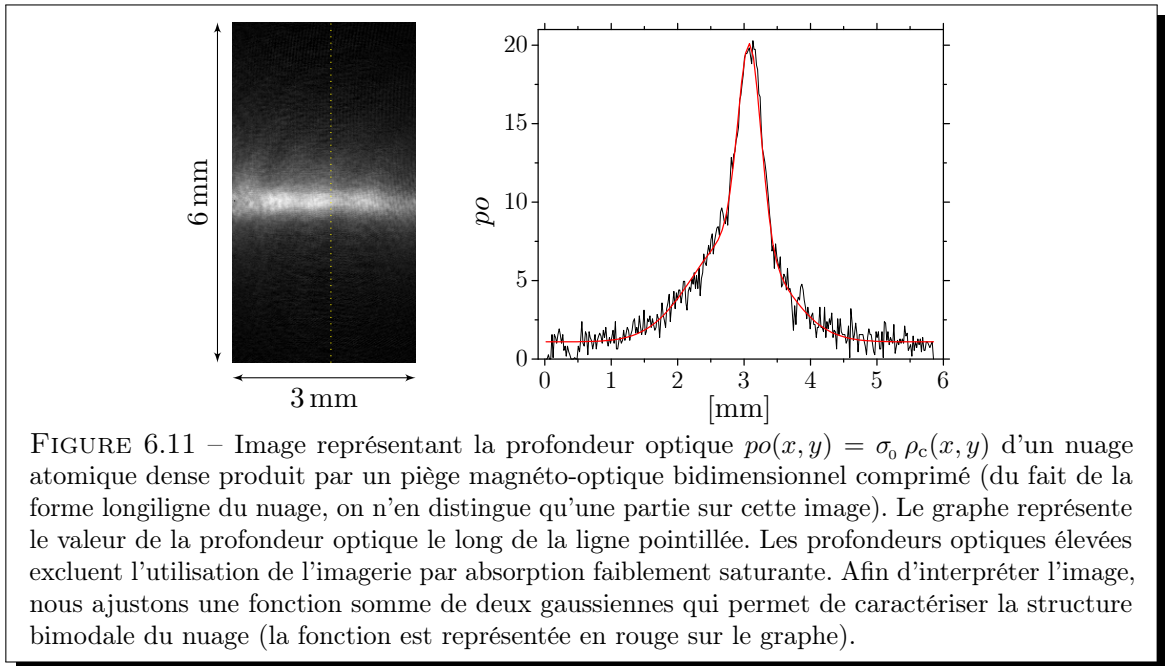 6 mm
3 mm
po
20
15
10
5
0
0 1 2 3 4 5 6
[mm]
FIGURE 6.11 – Image représentant la profondeur optique po(x, y) = σ₀ ρc(x, y) d'un nuage
atomique dense produit par un piège magnéto-optique bidimensionnel comprimé (du fait de la
forme longiligne du nuage, on n'en distingue qu'une partie sur cette image). Le graphe représente
le valeur de la profondeur optique le long de la ligne pointillée. Les profondeurs optiques élevées
excluent l'utilisation de l'imagerie par absorption faiblement saturante. Afin d'interpréter l'image,
nous ajustons une fonction somme de deux gaussiennes qui permet de caractériser la structure
bimodale du nuage (la fonction est représentée en rouge sur le graphe).